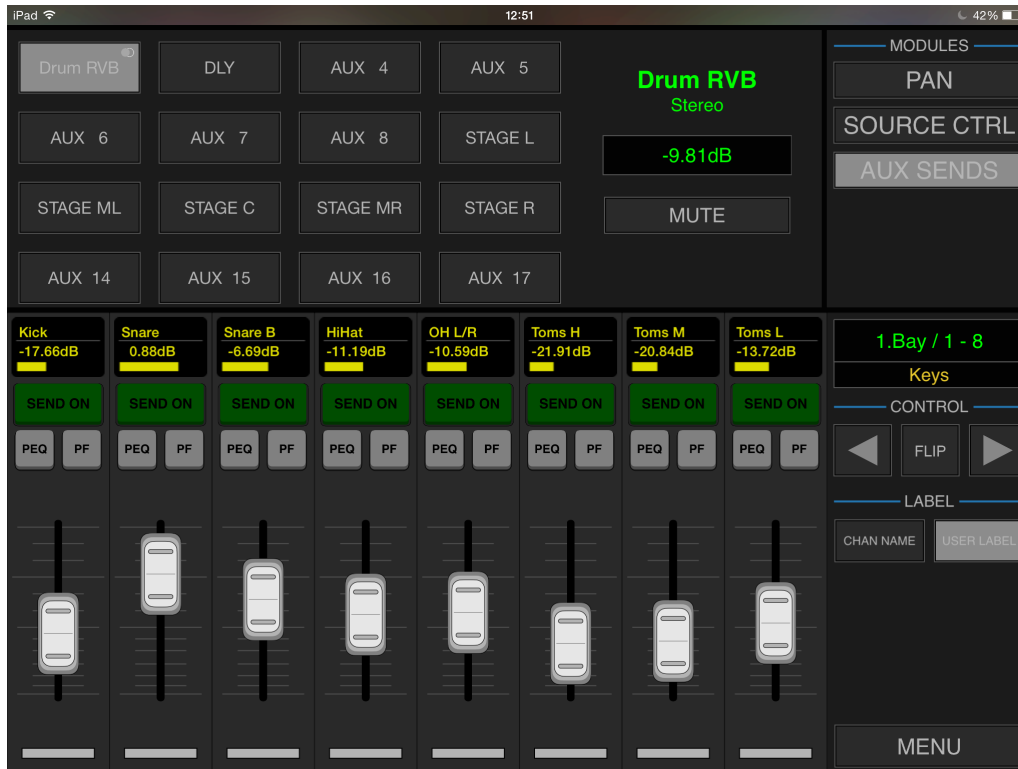 iPad 12:51 42%
Drum RVB DLY AUX 4 AUX 5
AUX 6 AUX 7 AUX 8 STAGE L
STAGE ML STAGE C STAGE MR STAGE R
AUX 14 AUX 15 AUX 16 AUX 17
Drum RVB
Stereo
-9.81dB
MUTE
MODULES
PAN
SOURCE CTRL
AUX SENDS
Kick Snare Snare B HiHat OH L/R Toms H Toms M Toms L
-17.66dB 0.88dB -6.69dB -11.19dB -10.59dB -21.91dB -20.84dB -13.72dB
SEND ON SEND ON SEND ON SEND ON SEND ON SEND ON SEND ON SEND ON
PEQ PF PEQ PF PEQ PF PEQ PF PEQ PF PEQ PF PEQ PF PEQ PF
1.Bay / 1 - 8
Keys
CONTROL
FLIP
LABEL
CHAN NAME USER LABEL
MENU